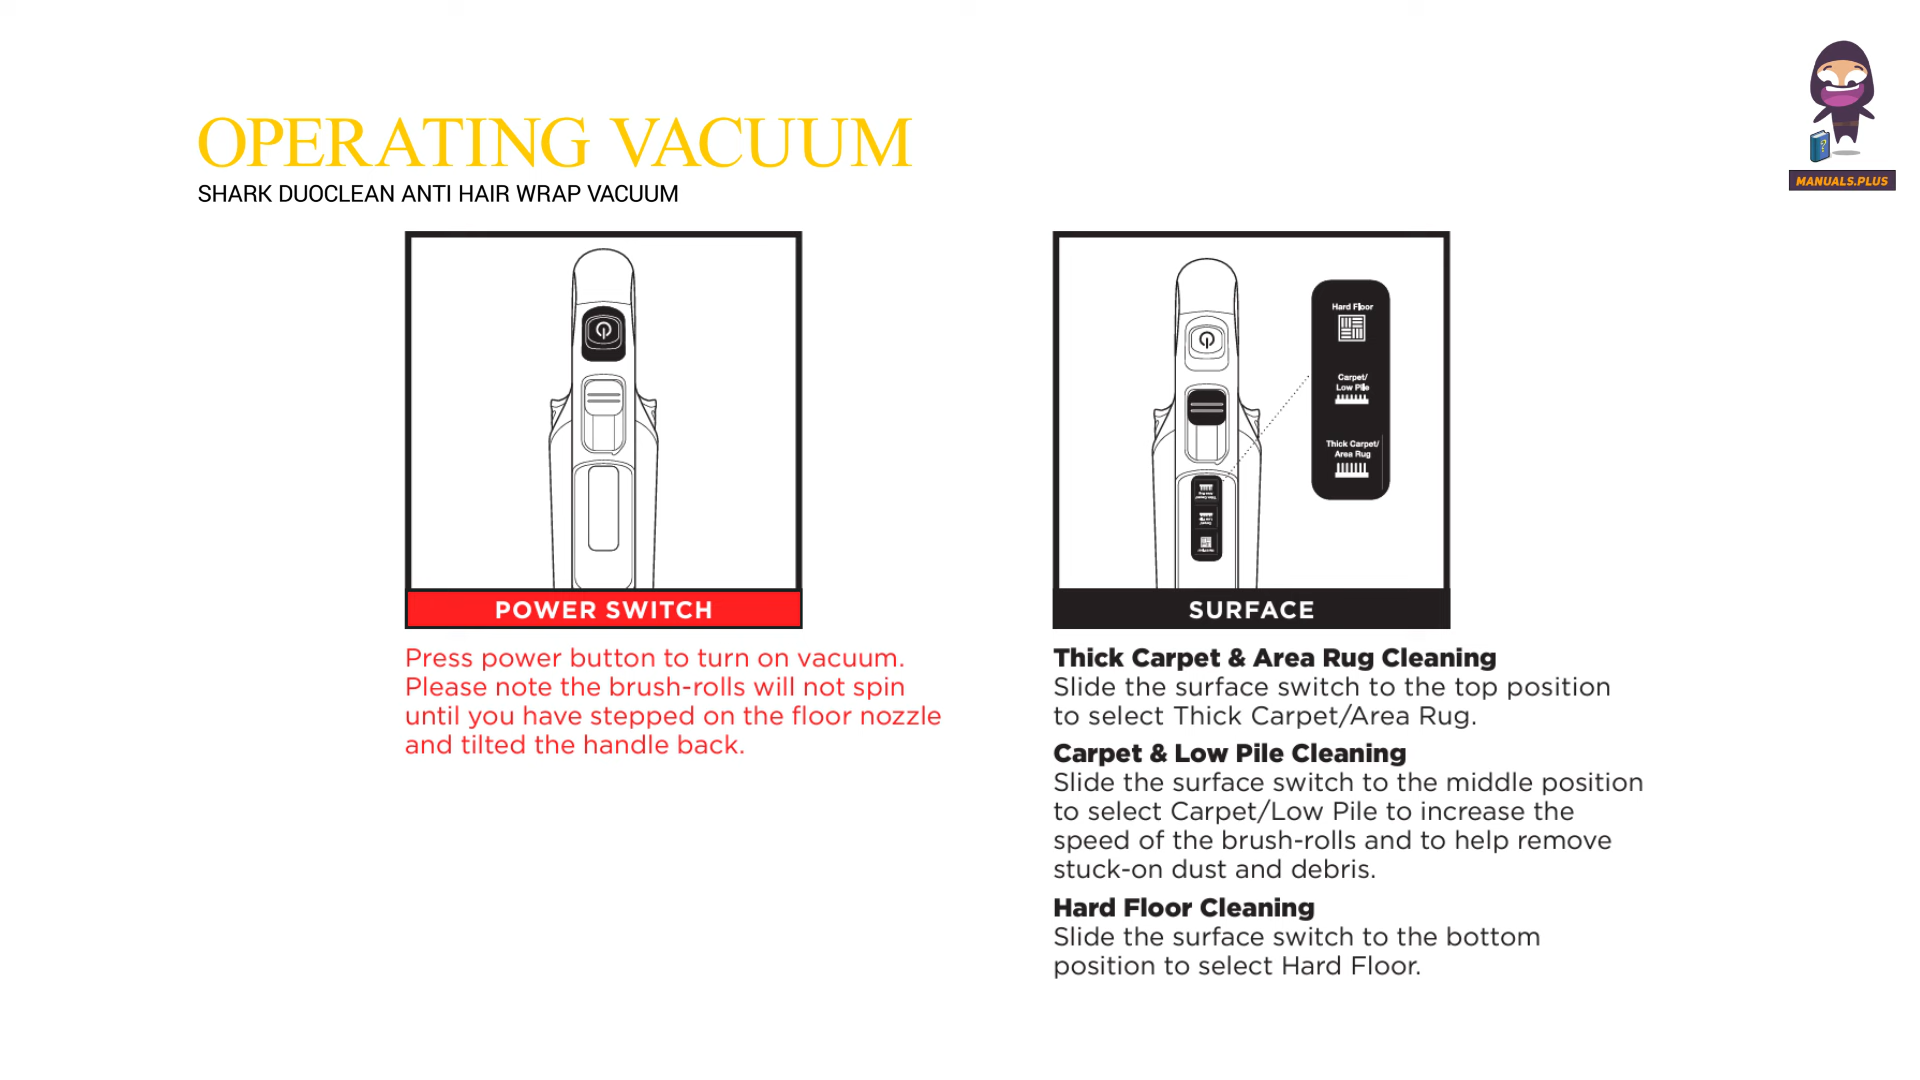 OPERATING VACUUM
SHARK DUOCLEAN ANTI HAIR WRAP VACUUM
MANUALS.PLUS
POWER SWITCH
Press power button to turn on vacuum.
Please note the brush-rolls will not spin
until you have stepped on the floor nozzle
and tilted the handle back.
Hard Floor
Carpet/
Low Pile
Thick Carpet/
Area Rug
SURFACE
Thick Carpet & Area Rug Cleaning
Slide the surface switch to the top position
to select Thick Carpet/Area Rug.
Carpet & Low Pile Cleaning
Slide the surface switch to the middle position
to select Carpet/Low Pile to increase the
speed of the brush-rolls and to help remove
stuck-on dust and debris.
Hard Floor Cleaning
Slide the surface switch to the bottom
position to select Hard Floor.